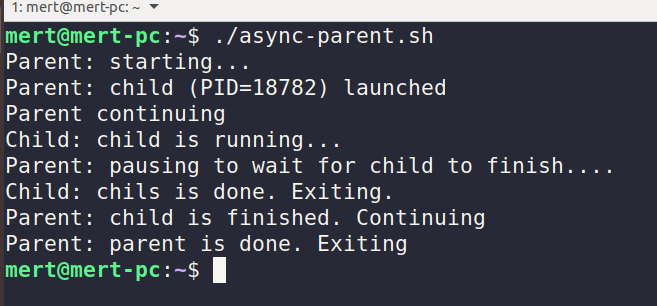 1: mert@mert-pc: ~
mert@mert-pc:~$ ./async-parent.sh
Parent: starting...
Parent: child (PID=18782) launched
Parent continuing
Child: child is running...
Parent: pausing to wait for child to finish....
Child: chils is done. Exiting.
Parent: child is finished. Continuing
Parent: parent is done. Exiting
mert@mert-pc:~$